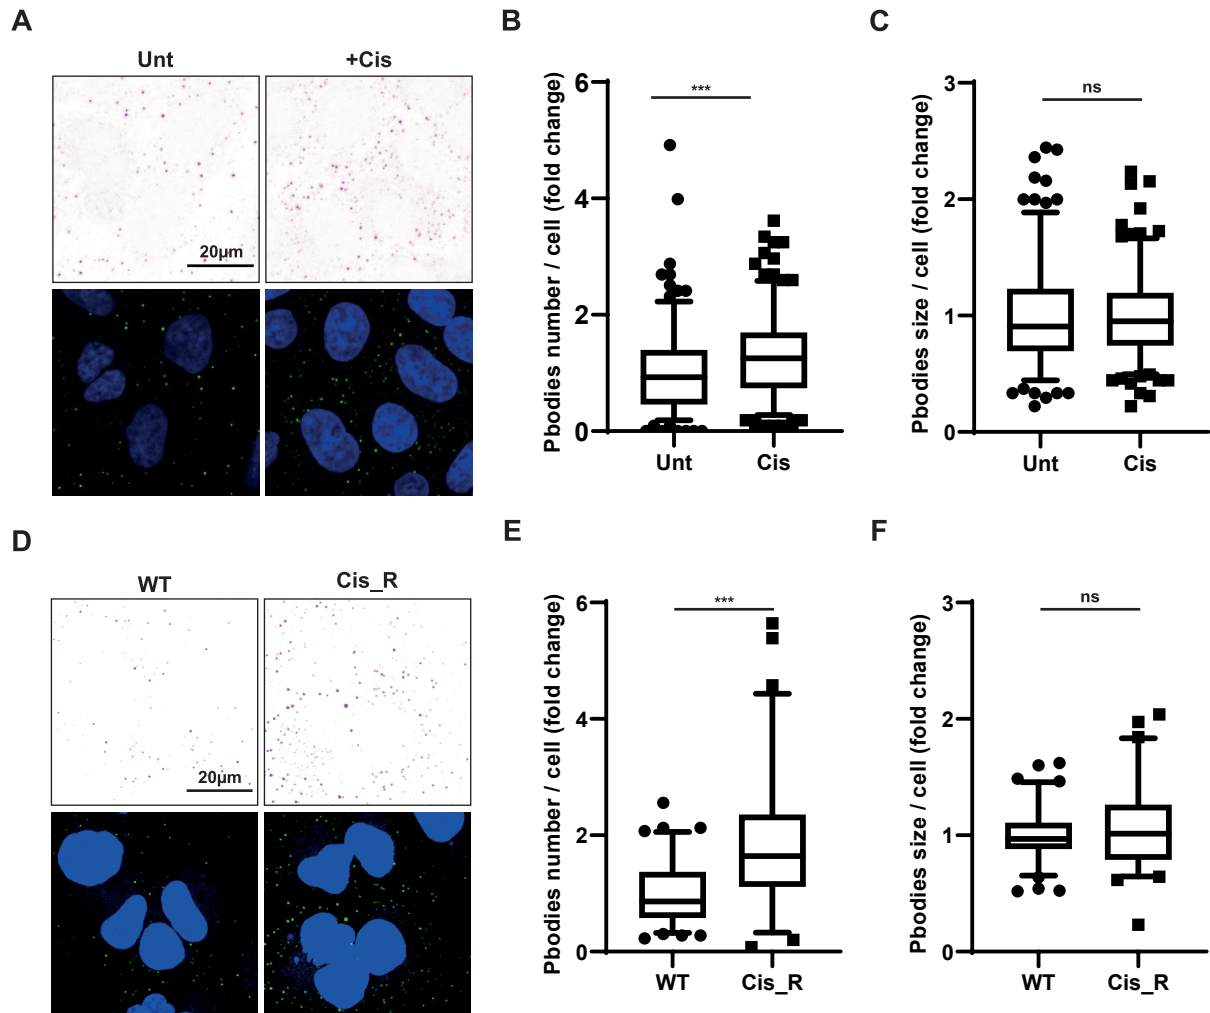 A
Unt
+Cis
20µm
B
Pbodies number / cell (fold change)
6
4
2
0
***
Unt
Cis
C
Pbodies size / cell (fold change)
3
2
1
0
ns
Unt
Cis
D
WT
Cis_R
20µm
E
Pbodies number / cell (fold change)
6
4
2
0
***
WT
Cis_R
F
Pbodies size / cell (fold change)
3
2
1
0
ns
WT
Cis_R